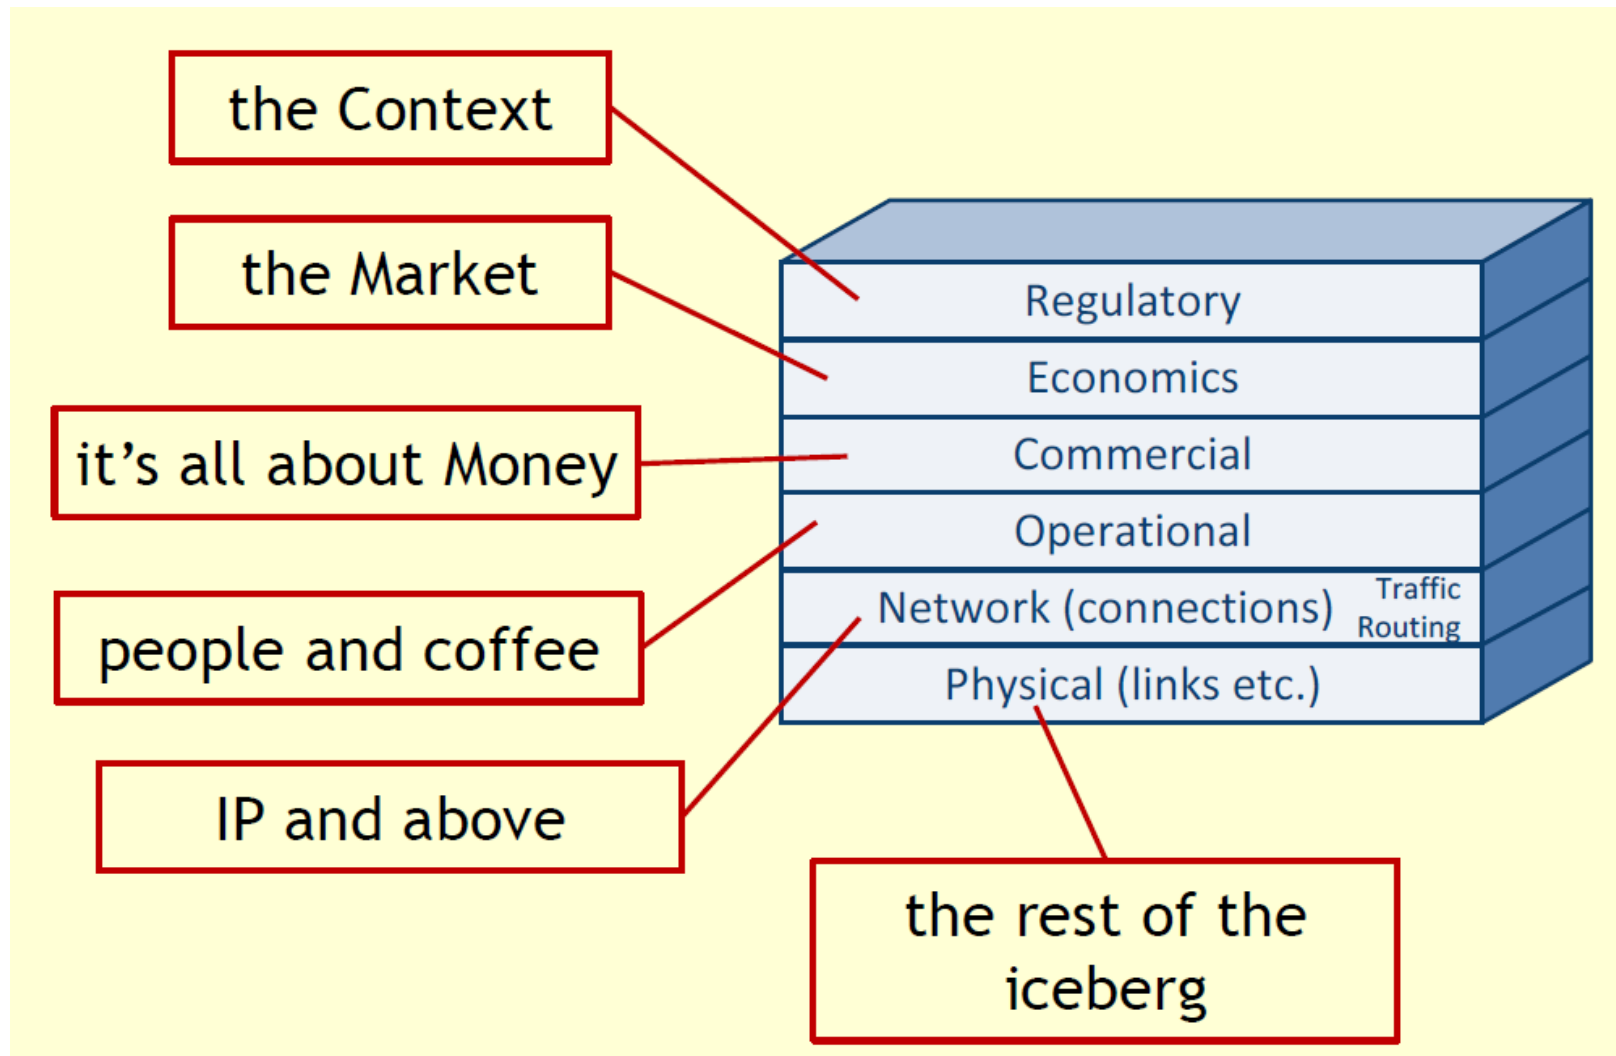 the Context
the Market
it's all about Money
people and coffee
IP and above
the rest of the
iceberg
Regulatory
Economics
Commercial
Operational
Network (connections)
Traffic
Routing
Physical (links etc.)